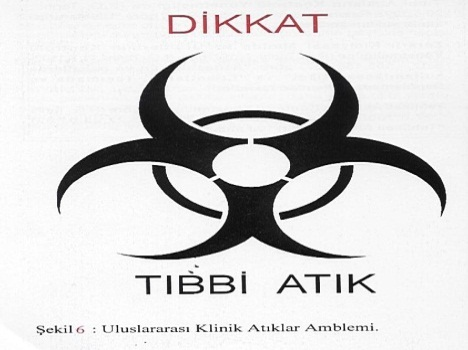 DİKKAT
TIBBİ ATIK
Şekil 6 : Uluslararası Klinik Atıklar Amblemi.